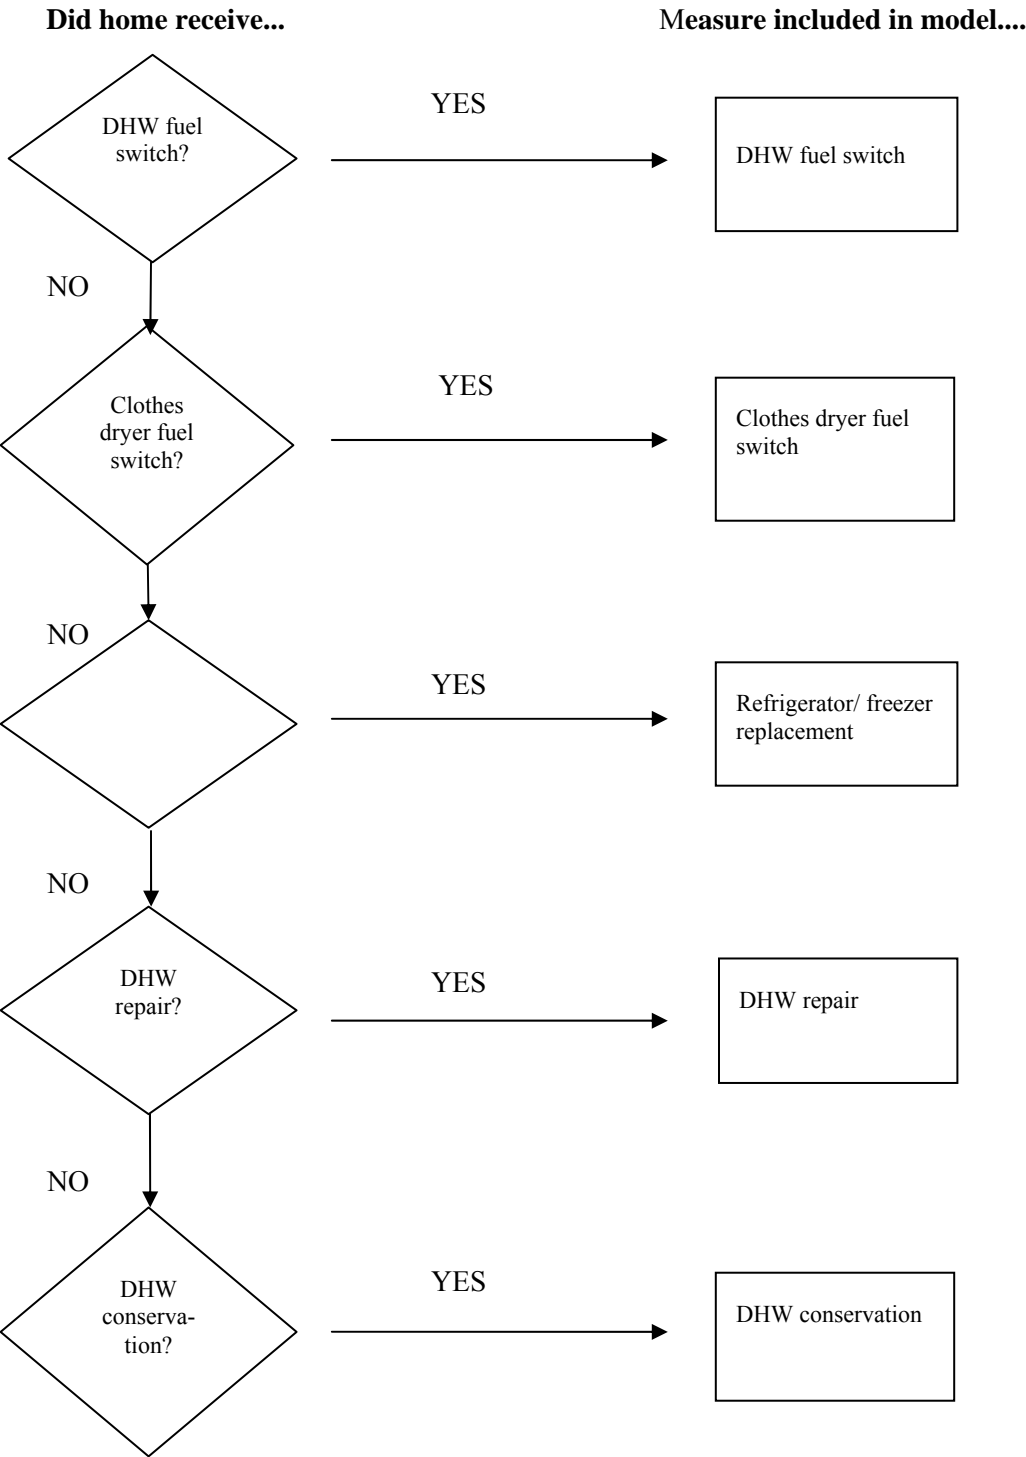 Did home receive...
Measure included in model....
DHW fuel
switch?
YES
DHW fuel switch
NO
Clothes
dryer fuel
switch?
YES
Clothes dryer fuel
switch
NO
YES
Refrigerator/ freezer
replacement
NO
DHW
repair?
YES
DHW repair
NO
DHW
conserva-
tion?
YES
DHW conservation